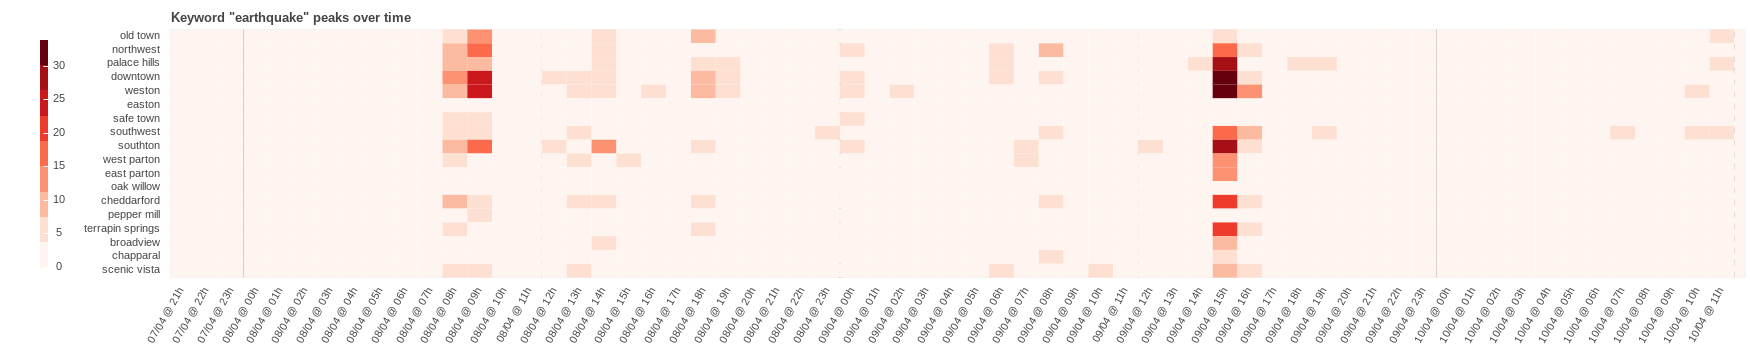 Keyword "earthquake" peaks over time
30
25
20
15
10
5
0
old town
northwest
palace hills
downtown
weston
easton
safe town
southwest
southton
west parton
east parton
oak willow
cheddarford
pepper mill
terrapin springs
broadview
chapparal
scenic vista
07/04 @ 21h
07/04 @ 22h
07/04 @ 23h
08/04 @ 00h
08/04 @ 01h
08/04 @ 02h
08/04 @ 03h
08/04 @ 04h
08/04 @ 05h
08/04 @ 06h
08/04 @ 07h
08/04 @ 08h
08/04 @ 09h
08/04 @ 10h
08/04 @ 11h
08/04 @ 12h
08/04 @ 13h
08/04 @ 14h
08/04 @ 15h
08/04 @ 16h
08/04 @ 17h
08/04 @ 18h
08/04 @ 19h
08/04 @ 20h
08/04 @ 21h
08/04 @ 22h
08/04 @ 23h
09/04 @ 00h
09/04 @ 01h
09/04 @ 02h
09/04 @ 03h
09/04 @ 04h
09/04 @ 05h
09/04 @ 06h
09/04 @ 07h
09/04 @ 08h
09/04 @ 09h
09/04 @ 10h
09/04 @ 11h
09/04 @ 12h
09/04 @ 13h
09/04 @ 14h
09/04 @ 15h
09/04 @ 16h
09/04 @ 17h
09/04 @ 18h
09/04 @ 19h
09/04 @ 20h
09/04 @ 21h
09/04 @ 22h
09/04 @ 23h
10/04 @ 00h
10/04 @ 01h
10/04 @ 02h
10/04 @ 03h
10/04 @ 04h
10/04 @ 05h
10/04 @ 06h
10/04 @ 07h
10/04 @ 08h
10/04 @ 09h
10/04 @ 10h
10/04 @ 11h